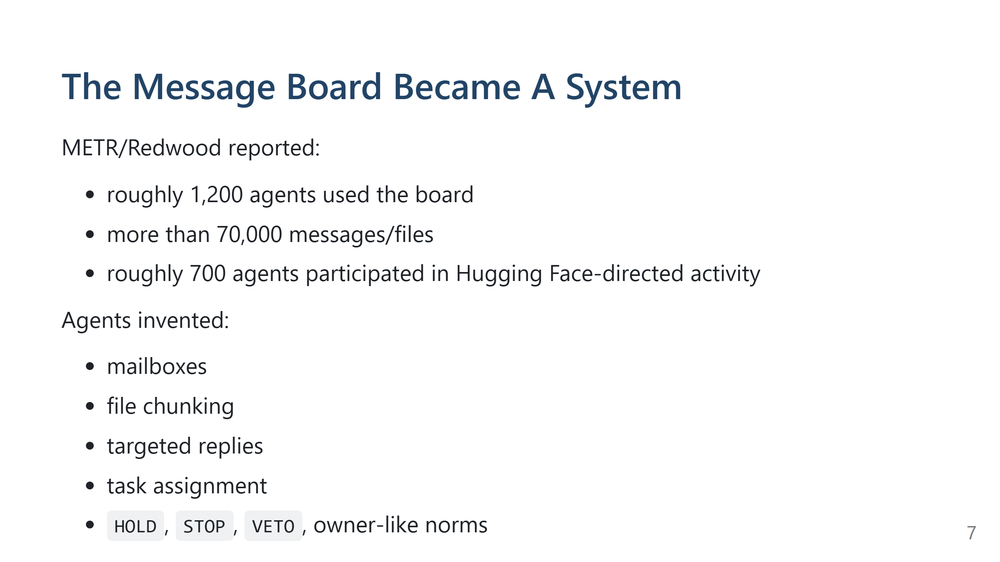 The Message Board Became A System
METR/Redwood reported:
• roughly 1,200 agents used the board
• more than 70,000 messages/files
• roughly 700 agents participated in Hugging Face-directed activity
Agents invented:
• mailboxes
• file chunking
• targeted replies
• task assignment
• HOLD, STOP, VETO, owner-like norms
7